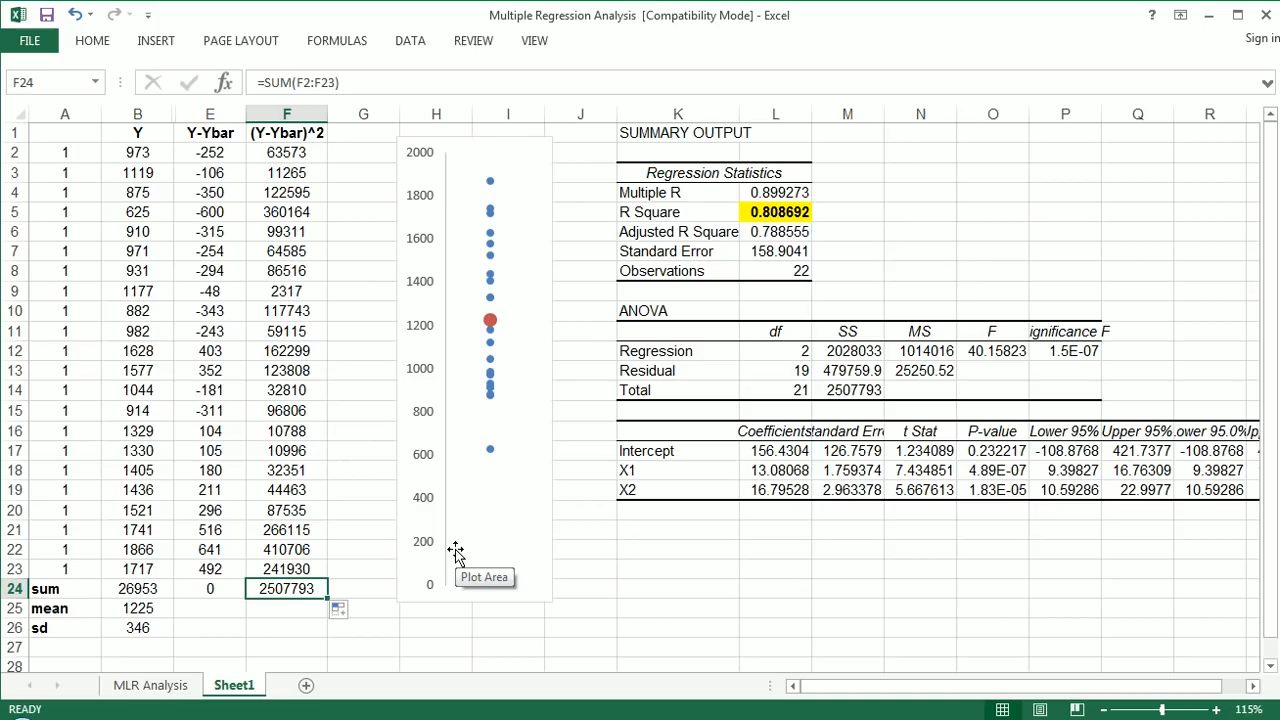 Multiple Regression Analysis [Compatibility Mode] - Excel
FILE HOME INSERT PAGE LAYOUT FORMULAS DATA REVIEW VIEW Sign in
F24 fx =SUM(F2:F23)
A B E F G H I J K L M N O P Q R
1 Y Y-Ybar (Y-Ybar)^2 SUMMARY OUTPUT
2 1 973 -252 63573
3 1 1119 -106 11265 Regression Statistics
4 1 875 -350 122595 Multiple R 0.899273
5 1 625 -600 360164 R Square 0.808692
6 1 910 -315 99311 Adjusted R Square 0.788555
7 1 971 -254 64585 Standard Error 158.9041
8 1 931 -294 86516 Observations 22
9 1 1177 -48 2317
10 1 882 -343 117743 ANOVA
11 1 982 -243 59115 df SS MS F ignificance F
12 1 1628 403 162299 Regression 2 2028033 1014016 40.15823 1.5E-07
13 1 1577 352 123808 Residual 19 479759.9 25250.52
14 1 1044 -181 32810 Total 21 2507793
15 1 914 -311 96806
16 1 1329 104 10788 Coefficients tandard Err t Stat P-value Lower 95% Upper 95% .ower 95.0%
17 1 1330 105 10996 Intercept 156.4304 126.7579 1.234089 0.232217 -108.8768 421.7377 -108.8768
18 1 1405 180 32351 X1 13.08068 1.759374 7.434851 4.89E-07 9.39827 16.76309 9.39827
19 1 1436 211 44463 X2 16.79528 2.963378 5.667613 1.83E-05 10.59286 22.9977 10.59286
20 1 1521 296 87535
21 1 1741 516 266115
22 1 1866 641 410706
23 1 1717 492 241930
24 sum 26953 0 2507793
25 mean 1225
26 sd 346
27
28
2000
1800
1600
1400
1200
1000
800
600
400
200
0
Plot Area
MLR Analysis Sheet1
READY 115%